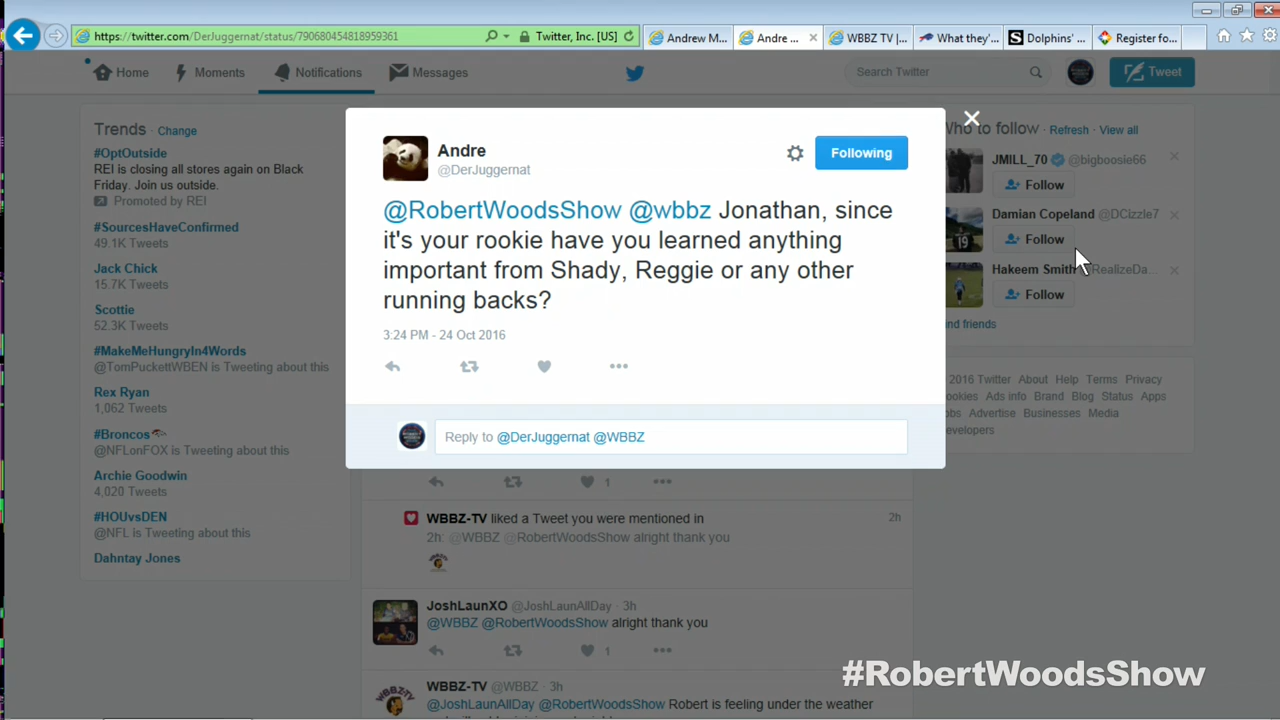 https://twitter.com/DerJuggernat/status/790680454818959361
Twitter, Inc. [US]
Andrew M...
Andre ...
WBBZ TV |...
What they'...
Dolphins' ...
Register fo...
Home
Moments
Notifications
Messages
Search Twitter
Tweet
Trends Change
#OptOutside
REI is closing all stores again on Black
Friday. Join us outside.
Promoted by REI
#SourcesHaveConfirmed
49.1K Tweets
Jack Chick
15.7K Tweets
Scottie
52.3K Tweets
#MakeMeHungryIn4Words
@TomPuckettWBEN is Tweeting about this
Rex Ryan
1,062 Tweets
#Broncos
@NFLonFOX is Tweeting about this
Archie Goodwin
4,020 Tweets
#HOUvsDEN
@NFL is Tweeting about this
Dahntay Jones
Andre
@DerJuggernat
Following
@RobertWoodsShow @wbbz Jonathan, since
it's your rookie have you learned anything
important from Shady, Reggie or any other
running backs?
3:24 PM - 24 Oct 2016
Reply to @DerJuggernat @WBBZ
1
WBBZ-TV liked a Tweet you were mentioned in
2h
2h: @WBBZ @RobertWoodsShow alright thank you
JoshLaunXO @JoshLaunAllDay · 3h
@WBBZ @RobertWoodsShow alright thank you
1
WBBZ-TV @WBBZ · 3h
@JoshLaunAllDay @RobertWoodsShow Robert is feeling under the weather
Who to follow Refresh View all
JMILL_70 @bigboosie66
Follow
Damian Copeland @DCizzle7
Follow
Hakeem Smith @RealizeDa...
Follow
ind friends
2016 Twitter About Help Terms Privacy
ookies Ads info Brand Blog Status Apps
obs Advertise Businesses Media
evelopers
#RobertWoodsShow